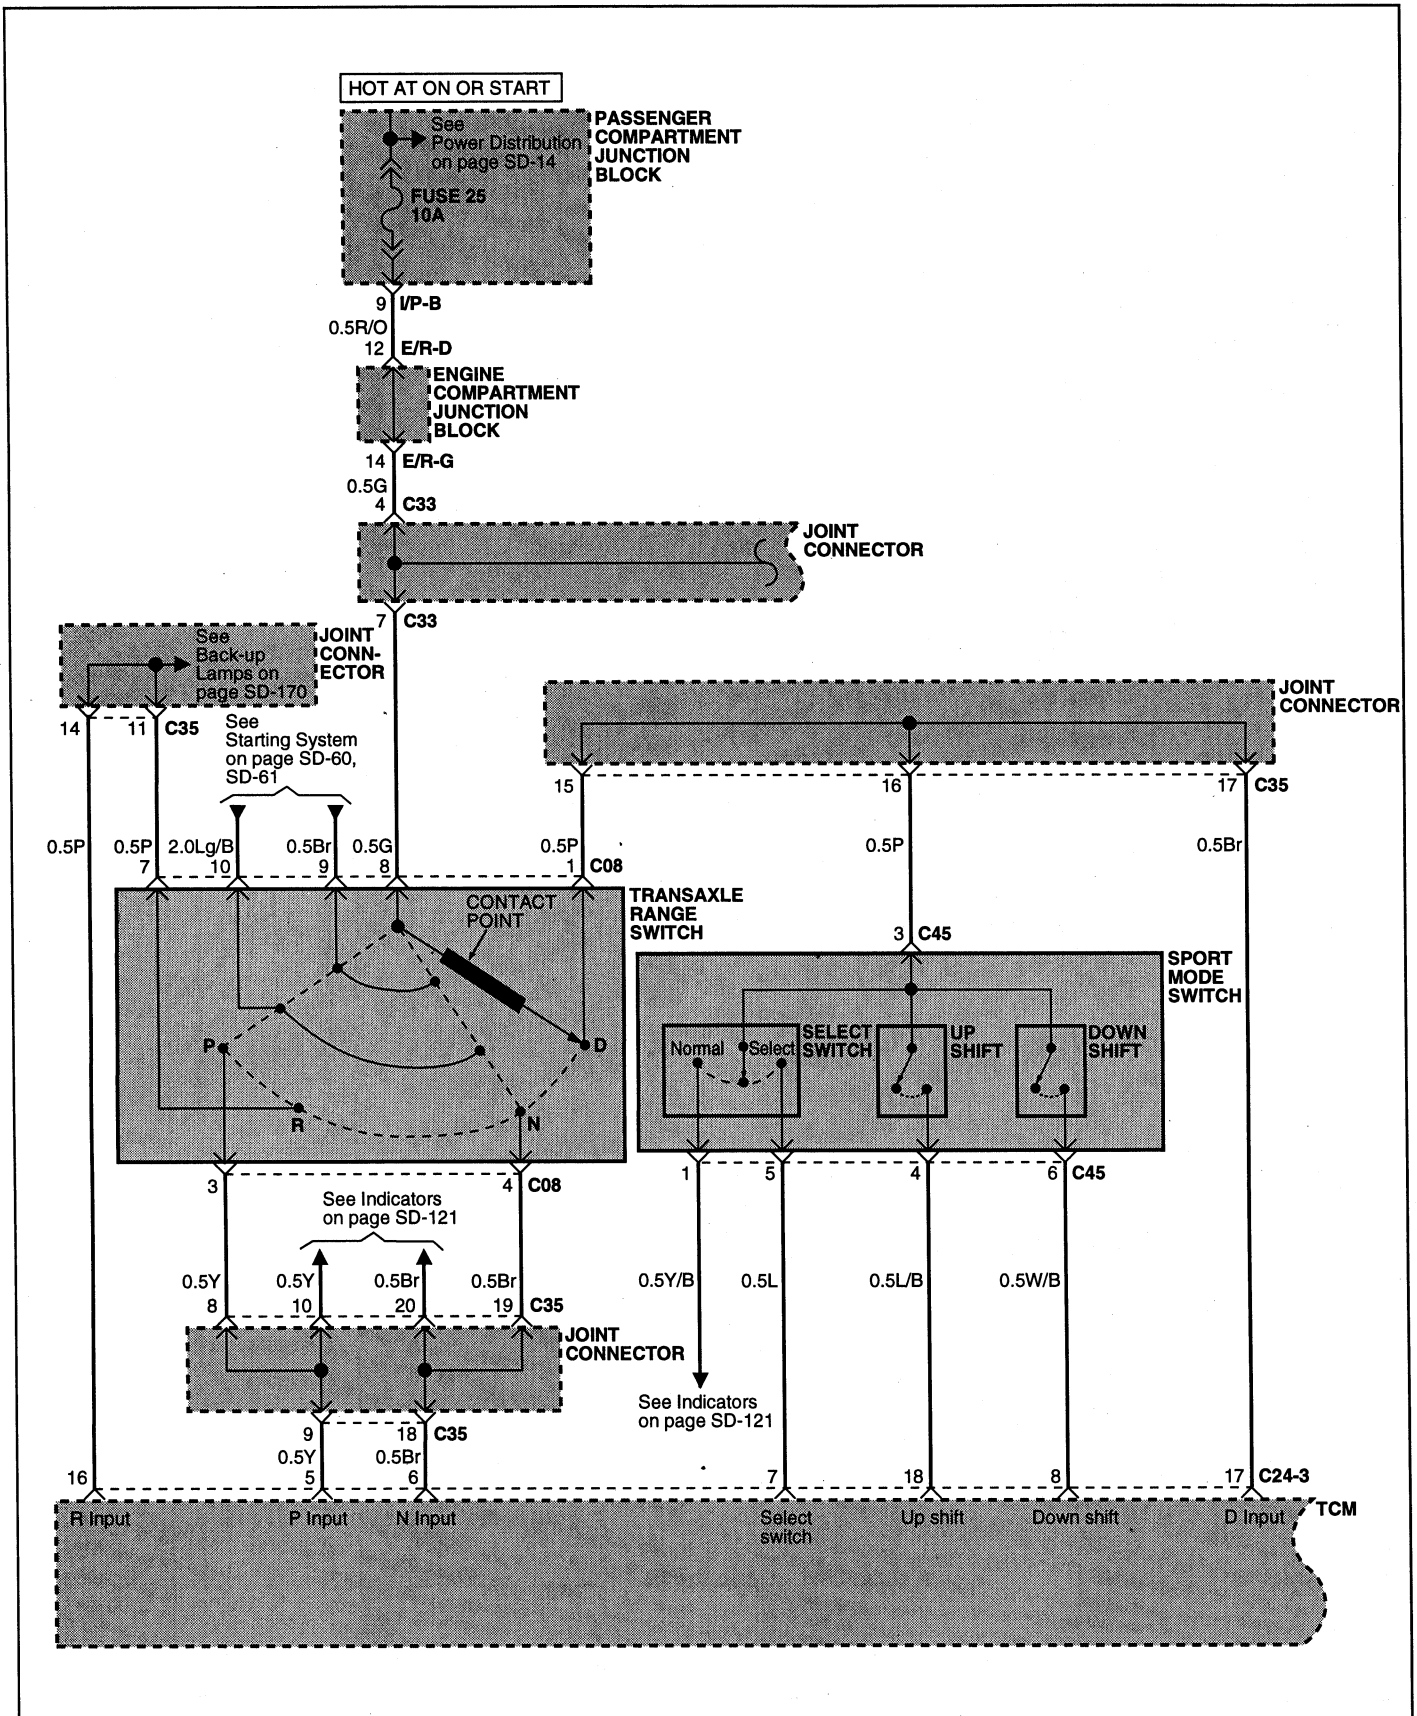 HOT AT ON OR START
See
Power Distribution
on page SD-14
FUSE 25
10A
PASSENGER
COMPARTMENT
JUNCTION
BLOCK
9 I/P-B
0.5R/O
12 E/R-D
ENGINE
COMPARTMENT
JUNCTION
BLOCK
14 E/R-G
0.5G
4 C33
JOINT
CONNECTOR
7 C33
See
Back-up
Lamps on
page SD-170
JOINT
CONN-
ECTOR
14 11 C35
See
Starting System
on page SD-60,
SD-61
JOINT
CONNECTOR
15 16 17 C35
0.5P 0.5P 2.0Lg/B 0.5Br 0.5G 0.5P 0.5P 0.5Br
7 10 9 8 1 C08
CONTACT
POINT
TRANSAXLE
RANGE
SWITCH
P
R
N
D
3 C45
SPORT
MODE
SWITCH
Normal Select
SELECT
SWITCH
UP
SHIFT
DOWN
SHIFT
3 4 C08
1 5 4 6 C45
See Indicators
on page SD-121
0.5Y 0.5Y 0.5Br 0.5Br 0.5Y/B 0.5L 0.5L/B 0.5W/B
8 10 20 19 C35
JOINT
CONNECTOR
See Indicators
on page SD-121
9 18 C35
0.5Y 0.5Br
16 5 6 7 18 8 17 C24-3
TCM
R Input P Input N Input Select
switch Up shift Down shift D Input